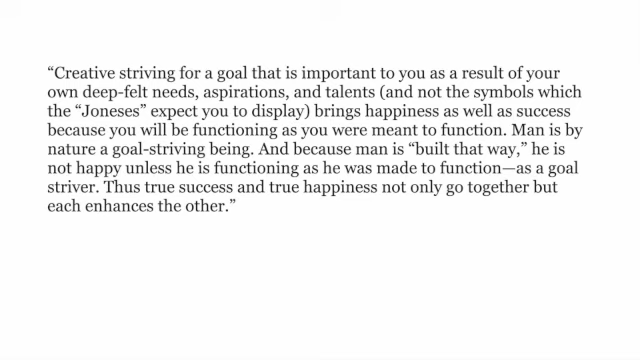 “Creative striving for a goal that is important to you as a result of your
own deep-felt needs, aspirations, and talents (and not the symbols which
the “Joneses” expect you to display) brings happiness as well as success
because you will be functioning as you were meant to function. Man is by
nature a goal-striving being. And because man is “built that way,” he is
not happy unless he is functioning as he was made to function—as a goal
striver. Thus true success and true happiness not only go together but
each enhances the other.”